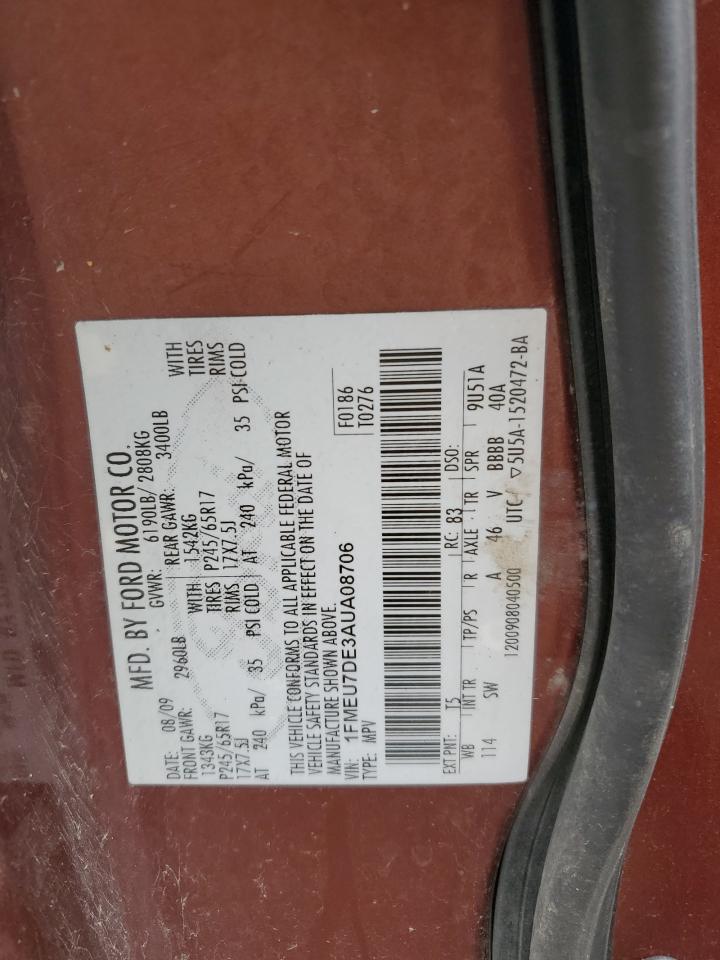 MFD. BY FORD MOTOR CO.
DATE: 08/09 GVWR: 6190LB/ 2808KG
FRONT GAWR: 2960LB REAR GAWR: 3400LB
1343KG WITH 1542KG WITH
P245/65R17 TIRES P245/65R17 TIRES
17X7.5J RIMS 17X7.5J RIMS
AT 240 kPa/ 35 PSI COLD AT 240 kPa/ 35 PSI COLD
THIS VEHICLE CONFORMS TO ALL APPLICABLE FEDERAL MOTOR
VEHICLE SAFETY STANDARDS IN EFFECT ON THE DATE OF
MANUFACTURE SHOWN ABOVE.
VIN: 1FMEU7DE3AUA08706 F0186
TYPE: MPV T0276
EXT PNT: T5 RC: 83 DSO:
WB INT TR TP/PS R AXLE TR SPR 9U51A
114 SW A 46 V BBBB 40A
1200908040500 UTC ▽5U5A-1520472-BA